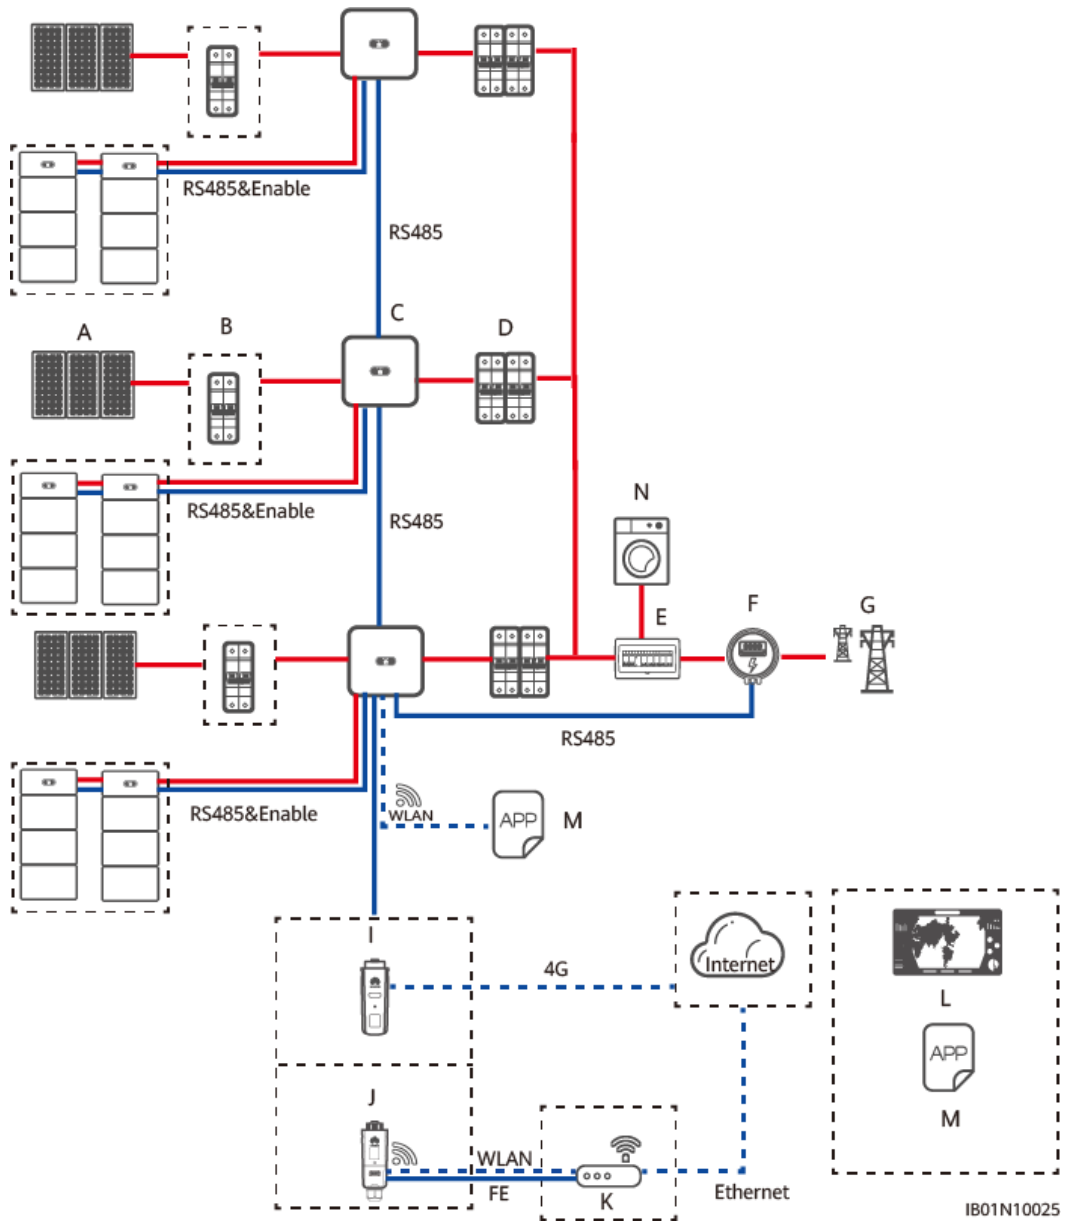 RS485&Enable
RS485
A
B
C
D
RS485&Enable
RS485
N
E
F
G
RS485
RS485&Enable
WLAN
APP
M
I
4G
Internet
L
APP
M
J
WLAN
FE
K
Ethernet
IB01N10025